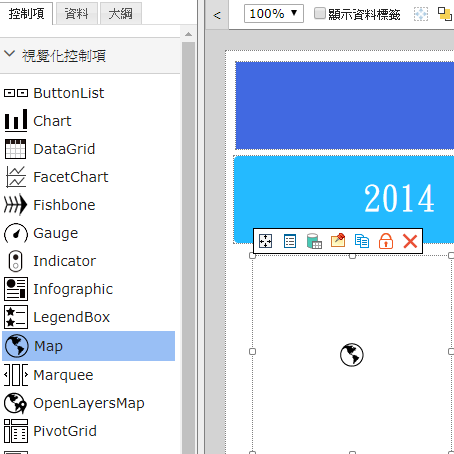 控制項 資料 大綱
< 100% ▼ 顯示資料標籤
視覺化控制項
ButtonList
Chart
DataGrid
FacetChart
Fishbone
Gauge
Indicator
Infographic
LegendBox
Map
Marquee
OpenLayersMap
PivotGrid
2014